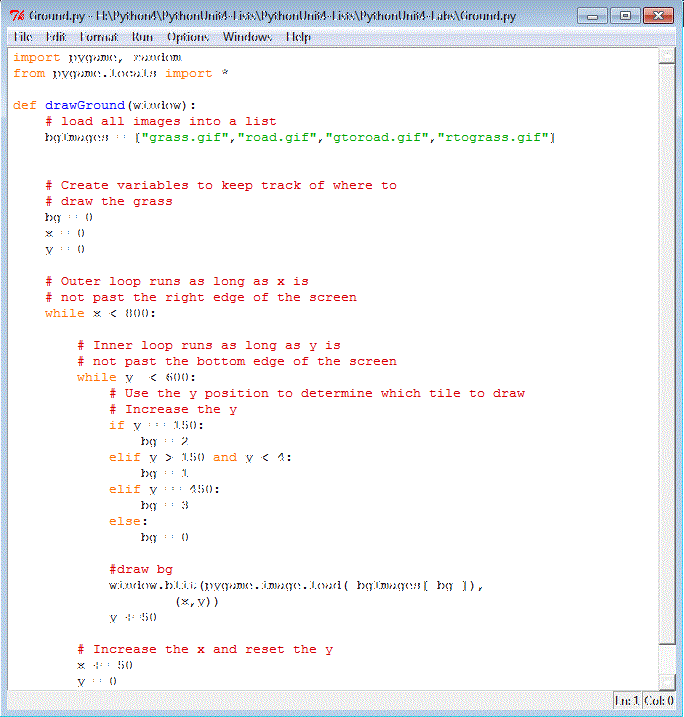 Ground.py - H:\Python4\PythonUnit4-Lists\PythonUnit4-Lists\PythonUnit4-Labs\Ground.py
File Edit Format Run Options Windows Help
import pygame, random
from pygame.locals import *
def drawGround(window):
# load all images into a list
bgImages = ["grass.gif","road.gif","gtoroad.gif","rtograss.gif"]
# Create variables to keep track of where to
# draw the grass
bg = 0
x = 0
y = 0
# Outer loop runs as long as x is
# not past the right edge of the screen
while x < 800:
# Inner loop runs as long as y is
# not past the bottom edge of the screen
while y < 600:
# Use the y position to determine which tile to draw
# Increase the y
if y == 150:
bg = 2
elif y > 150 and y < 4:
bg = 1
elif y == 450:
bg = 3
else:
bg = 0
#draw bg
window.blit(pygame.image.load( bgImages[ bg ]),
(x,y))
y + 50
# Increase the x and reset the y
x += 50
y = 0
Ln: 1 Col: 0